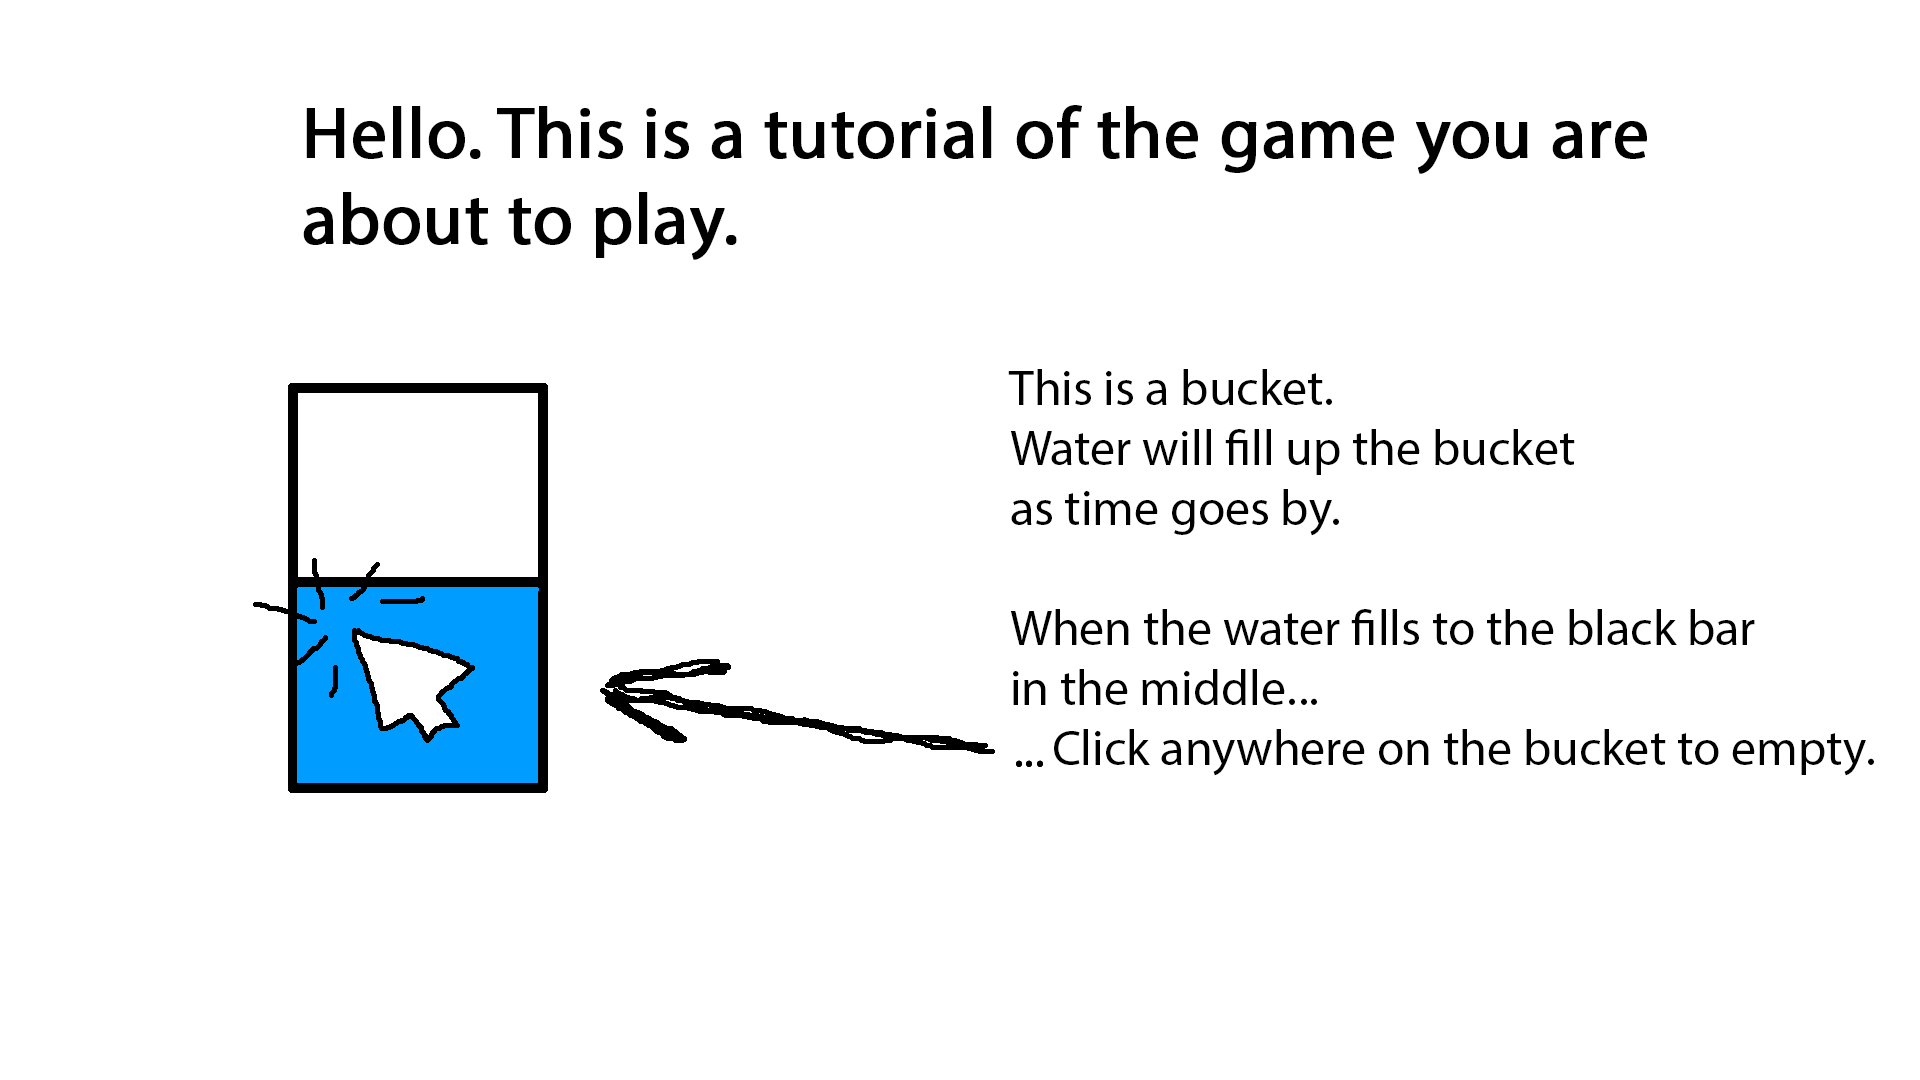 Hello. This is a tutorial of the game you are
about to play.
This is a bucket.
Water will fill up the bucket
as time goes by.
When the water fills to the black bar
in the middle...
... Click anywhere on the bucket to empty.